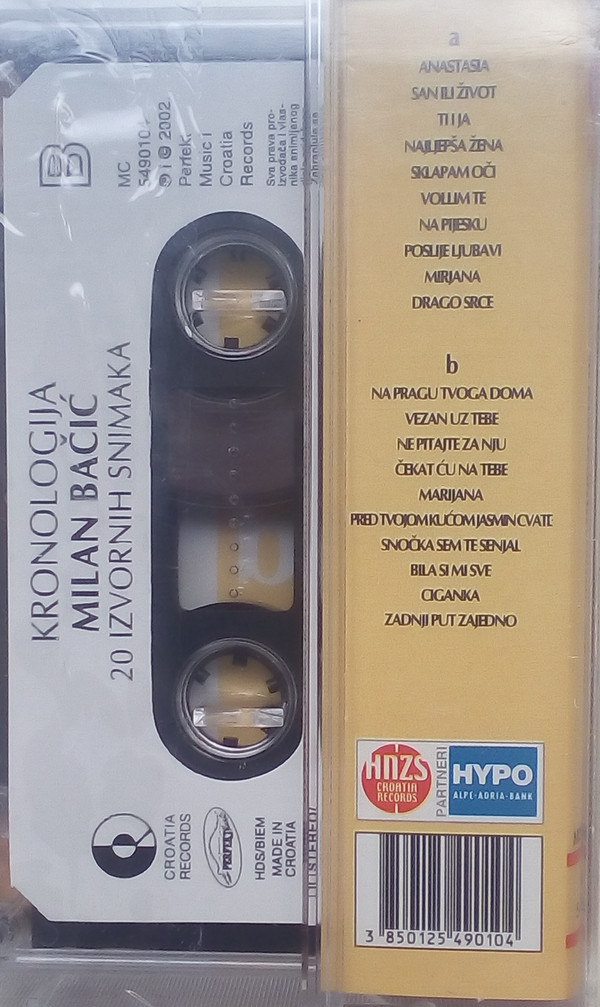 B
MC
549010
℗ i © 2002
Perfekt
Music i
Croatia
Records
Sva prava pro-
izvođača i vlas-
nika snimljenog
KRONOLOGIJA
MILAN BAČIĆ
20 IZVORNIH SNIMAKA
CROATIA
RECORDS
HDS/BIEM
MADE IN
CROATIA
a
ANASTASIA
SAN ILI ŽIVOT
TI I JA
NAJLJEPŠA ŽENA
SKLAPAM OČI
VOLIM TE
NA PIJESKU
POSLIJE LJUBAVI
MIRJANA
DRAGO SRCE
b
NA PRAGU TVOGA DOMA
VEZAN UZ TEBE
NE PITAJTE ZA NJU
ČEKAT ĆU NA TEBE
MARIJANA
PRED TVOJOM KUĆOM JASMIN CVATE
SNOČKA SEM TE SENJAL
BILA SI MI SVE
CIGANKA
ZADNJI PUT ZAJEDNO
HNZS
CROATIA
RECORDS
PARTNERI
HYPO
ALPE-ADRIA-BANK
3 850125 490104